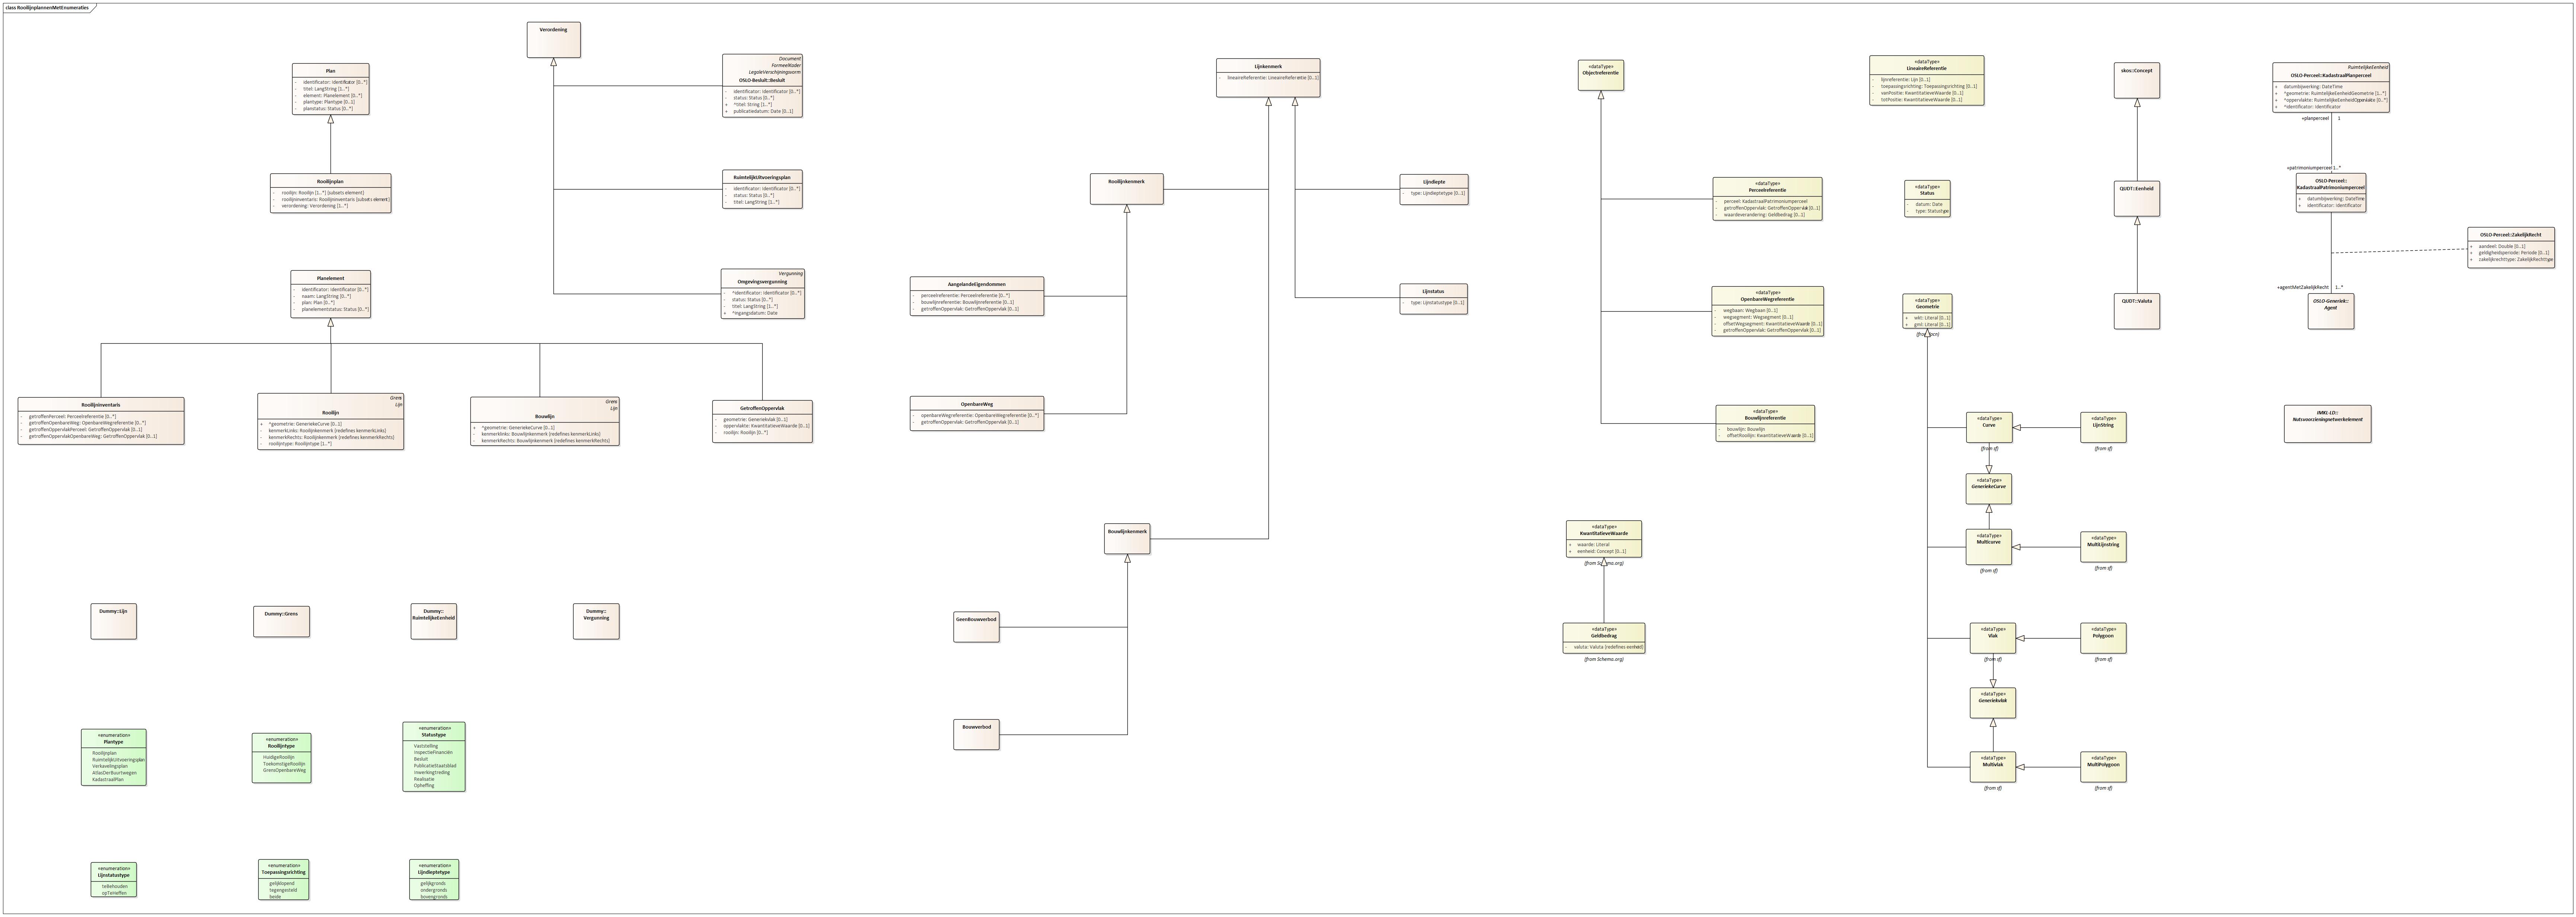 class RooilijnplannenMetEnumeraties
Plan
- identificator: Identificator [0..*]
- titel: LangString [1..*]
- element: Planelement [0..*]
- plantype: Plantype [0..1]
- planstatus: Status [0..*]
Rooilijnplan
- rooilijn: Rooilijn [1..*] {subsets element}
- rooilijninventaris: Rooilijninventaris {subsets element}
- verordening: Verordening [1..*]
Planelement
- identificator: Identificator [0..*]
- naam: LangString [0..*]
- plan: Plan [0..*]
- planelementstatus: Status [0..*]
Rooilijninventaris
- getroffenPerceel: Perceelreferentie [0..*]
- getroffenOpenbareWeg: OpenbareWegreferentie [0..*]
- getroffenOppervlakPerceel: GetroffenOppervlak [0..1]
- getroffenOppervlakOpenbareWeg: GetroffenOppervlak [0..1]
Grens
Lijn
Rooilijn
+ ^geometrie: GeneriekeCurve [0..1]
- kenmerkLinks: Rooilijnkenmerk {redefines kenmerkLinks}
- kenmerkRechts: Rooilijnkenmerk {redefines kenmerkRechts}
- rooilijntype: Rooilijntype [1..*]
Grens
Lijn
Bouwlijn
+ ^geometrie: GeneriekeCurve [0..1]
- kenmerklinks: Bouwlijnkenmerk {redefines kenmerkLinks}
- kenmerkRechts: Bouwlijnkenmerk {redefines kenmerkRechts}
GetroffenOppervlak
- geometrie: Generiekvlak [0..1]
- oppervlakte: KwantitatieveWaarde [0..1]
- rooilijn: Rooilijn [0..*]
Verordening
Document
FormeelKader
LegaleVerschijningsvorm
OSLO-Besluit::Besluit
- identificator: Identificator [0..*]
- status: Status [0..*]
+ ^titel: String [1..*]
+ publicatiedatum: Date [0..1]
RuimtelijkUitvoeringsplan
- identificator: Identificator [0..*]
- status: Status [0..*]
- titel: LangString [1..*]
Vergunning
Omgevingsvergunning
- ^identificator: Identificator [0..*]
- status: Status [0..*]
- titel: LangString [1..*]
+ ^ingangsdatum: Date
Dummy::Lijn
Dummy::Grens
Dummy::
RuimtelijkeEenheid
Dummy::
Vergunning
«enumeration»
Plantype
Rooilijnplan
RuimtelijkUitvoeringsplan
Verkavelingsplan
AtlasDerBuurtwegen
KadastraalPlan
«enumeration»
Rooilijntype
HuidigeRooilijn
ToekomstigeRooilijn
GrensOpenbareWeg
«enumeration»
Statustype
Vaststelling
InspectieFinanciën
Besluit
PublicatieStaatsblad
Inwerkingtreding
Realisatie
Opheffing
«enumeration»
Lijnstatustype
teBehouden
opTeHeffen
«enumeration»
Toepassingsrichting
gelijklopend
tegengesteld
beide
«enumeration»
Lijndieptetype
gelijkgronds
ondergronds
bovengronds
Lijnkenmerk
- lineaireReferentie: LineaireReferentie [0..1]
Rooilijnkenmerk
Lijndiepte
- type: Lijndieptetype [0..1]
Lijnstatus
- type: Lijnstatustype [0..1]
AangelandeEigendommen
- perceelreferentie: Perceelreferentie [0..*]
- bouwlijnreferentie: Bouwlijnreferentie [0..1]
- getroffenOppervlak: GetroffenOppervlak [0..1]
OpenbareWeg
- openbareWegreferentie: OpenbareWegreferentie [0..*]
- getroffenOppervlak: GetroffenOppervlak [0..1]
Bouwlijnkenmerk
GeenBouwverbod
Bouwverbod
«dataType»
Objectreferentie
«dataType»
Perceelreferentie
- perceel: KadastraalPatrimoniumperceel
- getroffenOppervlak: GetroffenOppervlak [0..1]
- waardeverandering: Geldbedrag [0..1]
«dataType»
OpenbareWegreferentie
- wegbaan: Wegbaan [0..1]
- wegsegment: Wegsegment [0..1]
- offsetWegsegment: KwantitatieveWaarde [0..1]
- getroffenOppervlak: GetroffenOppervlak [0..1]
«dataType»
Bouwlijnreferentie
- bouwlijn: Bouwlijn
- offsetRooilijn: KwantitatieveWaarde [0..1]
«dataType»
KwantitatieveWaarde
+ waarde: Literal
+ eenheid: Concept [0..1]
(from Schema.org)
«dataType»
Geldbedrag
- valuta: Valuta {redefines eenheid}
(from Schema.org)
«dataType»
LineaireReferentie
- lijnreferentie: Lijn [0..1]
- toepassingsrichting: Toepassingsrichting [0..1]
- vanPositie: KwantitatieveWaarde [0..1]
- totPositie: KwantitatieveWaarde [0..1]
«dataType»
Status
- datum: Date
- type: Statustype
«dataType»
Geometrie
+ wkt: Literal [0..1]
+ gml: Literal [0..1]
«dataType»
Curve
(from sf)
«dataType»
LijnString
(from sf)
«dataType»
GeneriekeCurve
«dataType»
Multicurve
(from sf)
«dataType»
MultiLijnstring
(from sf)
«dataType»
Vlak
(from sf)
«dataType»
Polygoon
(from sf)
«dataType»
Generiekvlak
«dataType»
Multivlak
(from sf)
«dataType»
MultiPolygoon
(from sf)
skos::Concept
QUDT::Eenheid
QUDT::Valuta
RuimtelijkeEenheid
OSLO-Perceel::KadastraalPlanperceel
+ datumbijwerking: DateTime
+ ^geometrie: RuimtelijkeEenheidGeometrie [1..*]
+ ^oppervlakte: RuimtelijkeEenheidOppervlakte [0..*]
+ ^identificator: Identificator
+planperceel 1
+patrimoniumperceel 1..*
OSLO-Perceel::
KadastraalPatrimoniumperceel
+ datumbijwerking: DateTime
+ identificator: Identificator
OSLO-Perceel::ZakelijkRecht
+ aandeel: Double [0..1]
+ geldigheidsperiode: Periode [0..1]
+ zakelijkrechttype: ZakelijkRechttype
+agentMetZakelijkRecht 1..*
OSLO-Generiek::
Agent
IMKL-LO::
Nutsvoorzieningnetwerkelement